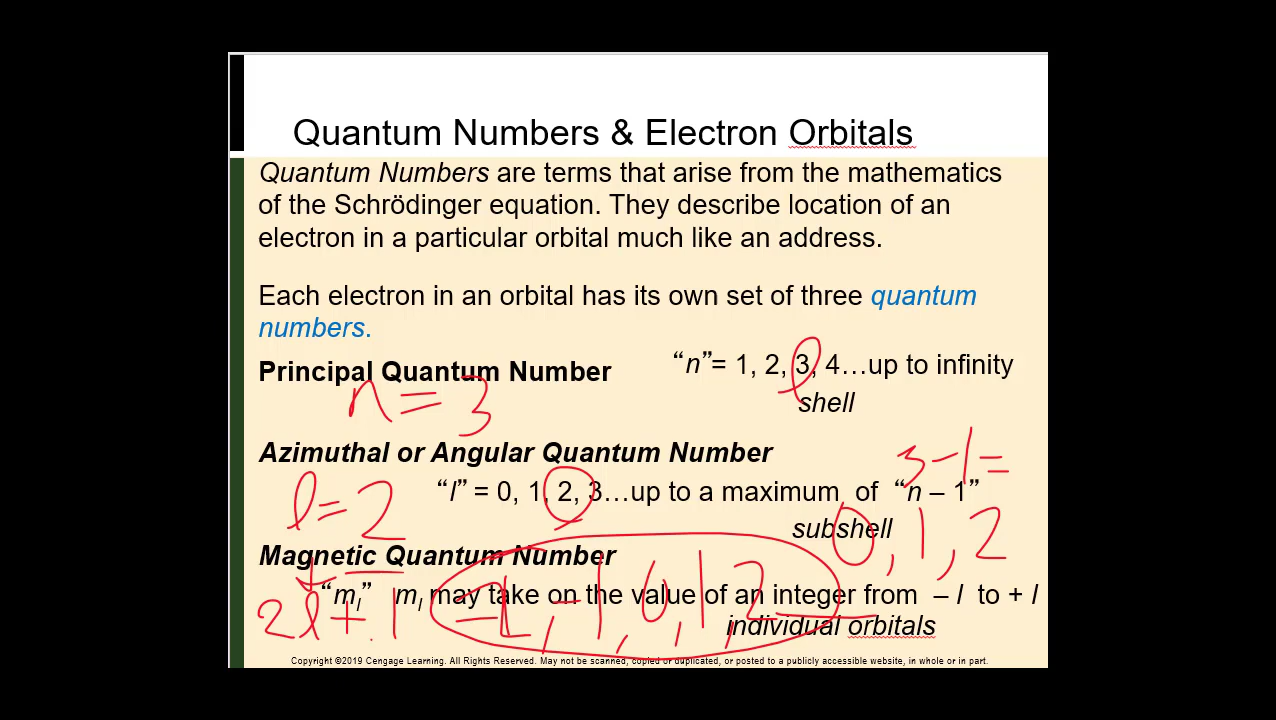 Quantum Numbers & Electron Orbitals
Quantum Numbers are terms that arise from the mathematics
of the Schrödinger equation. They describe location of an
electron in a particular orbital much like an address.
Each electron in an orbital has its own set of three quantum
numbers.
Principal Quantum Number “n”= 1, 2, 3, 4…up to infinity
n = 3
shell
Azimuthal or Angular Quantum Number
3 - 1 =
l = 2
“l” = 0, 1, 2, 3…up to a maximum of “n – 1”
subshell
0, 1, 2
Magnetic Quantum Number
“ml” ml may take on the value of an integer from – l to + l
2l + 1
, -1, 0, 1, 2
individual orbitals
Copyright ©2019 Cengage Learning. All Rights Reserved. May not be scanned, copied or duplicated, or posted to a publicly accessible website, in whole or in part.